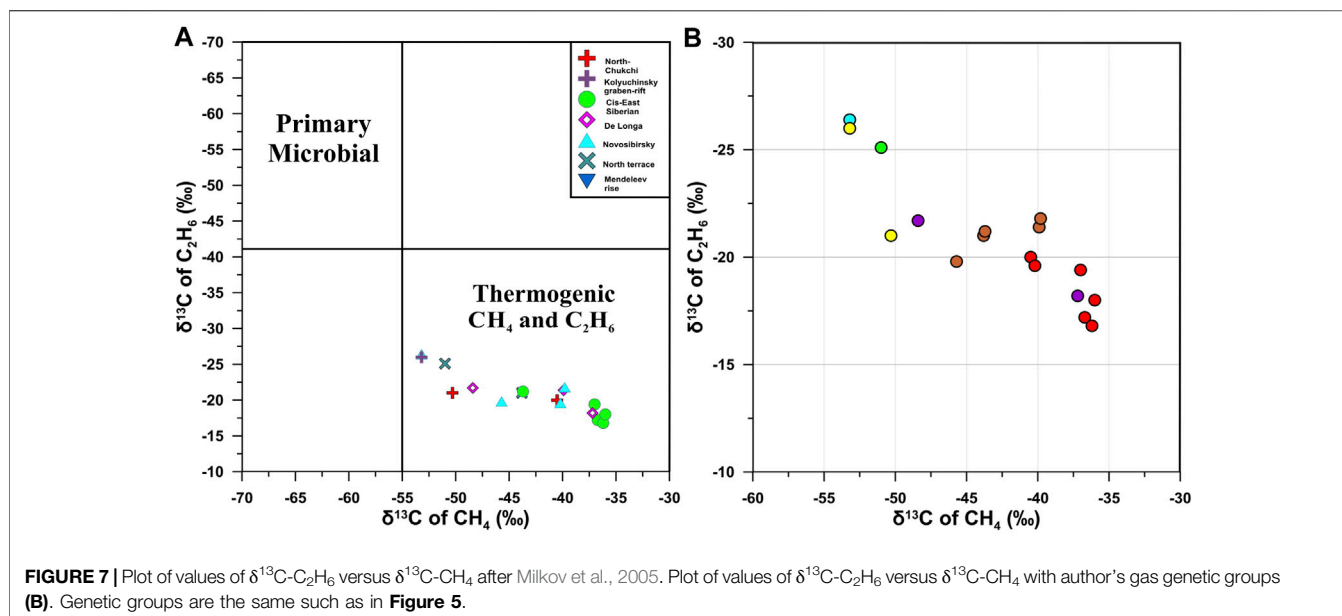 A
-70
-65
-60
-55
-50
-45
-40
-35
-30
-25
-20
-15
-10
δ¹³C of C₂H₆ (‰)
Primary
Microbial
Thermogenic
CH₄ and C₂H₆
North-
Chukchi
Kolyuchinsky
graben-rift
Cis-East
Siberian
De Longa
Novosibirsky
North terrace
Mendeleev
rise
-70 -65 -60 -55 -50 -45 -40 -35 -30
δ¹³C of CH₄ (‰)
B
-30
-25
-20
-15
-10
δ¹³C of C₂H₆ (‰)
-60 -55 -50 -45 -40 -35 -30
δ¹³C of CH₄ (‰)
FIGURE 7 | Plot of values of δ¹³C-C₂H₆ versus δ¹³C-CH₄ after Milkov et al., 2005. Plot of values of δ¹³C-C₂H₆ versus δ¹³C-CH₄ with author's gas genetic groups
(B). Genetic groups are the same such as in Figure 5.